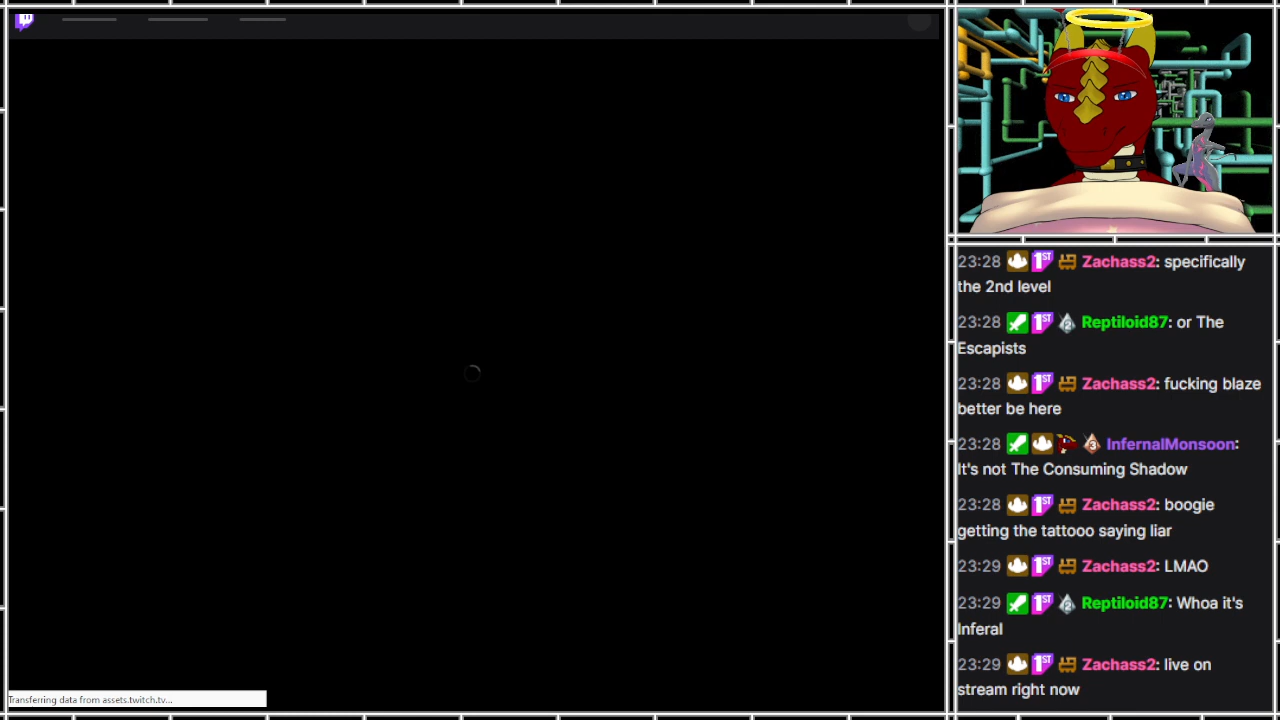 23:28 Zachass2: specifically
the 2nd level
23:28 Reptiloid87: or The
Escapists
23:28 Zachass2: fucking blaze
better be here
23:28 InfernalMonsoon:
It's not The Consuming Shadow
23:28 Zachass2: boogie
getting the tattooo saying liar
23:29 Zachass2: LMAO
23:29 Reptiloid87: Whoa it's
Inferal
23:29 Zachass2: live on
stream right now
Transferring data from assets.twitch.tv...